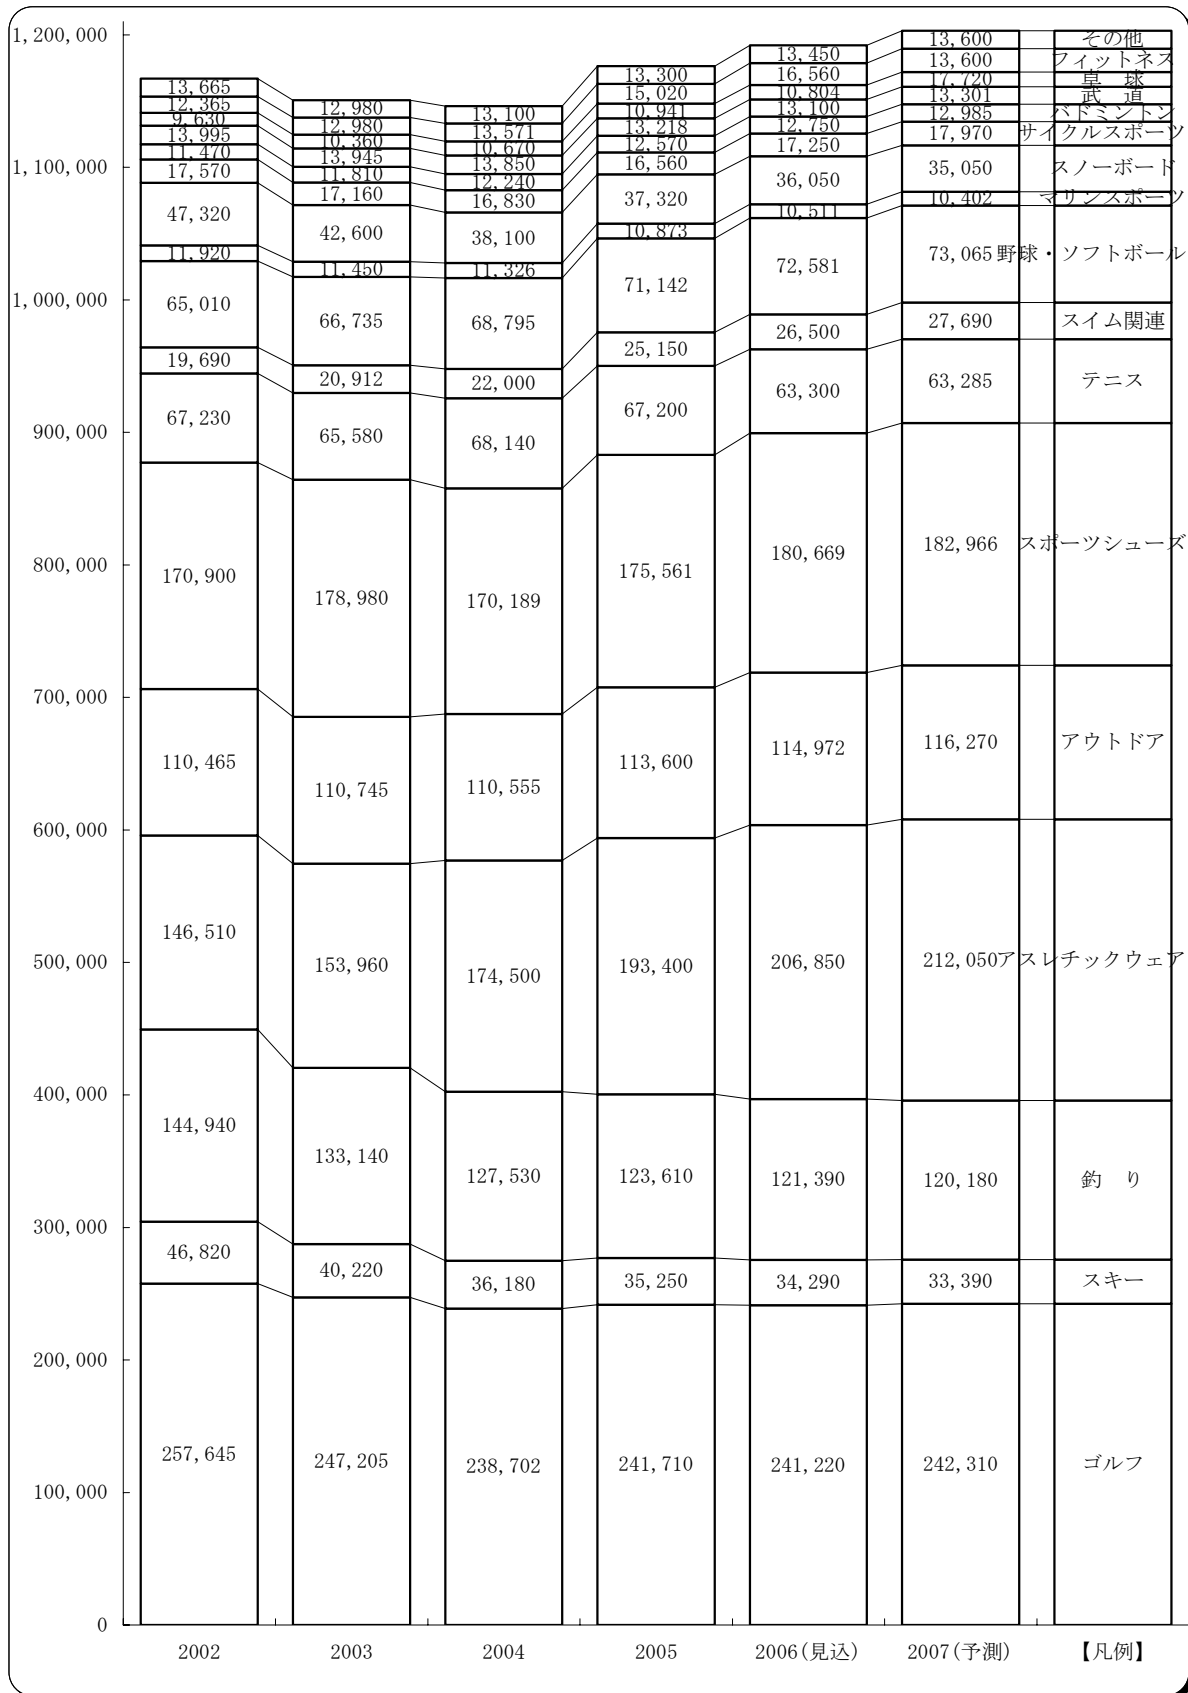 1,200,000
13,600 その他
13,450
13,600 フィットネス
13,300 16,560 17,720 卓　球
13,665 15,020 10,804 13,301 武　道
12,980 13,100 10,941 13,100 12,985 バドミントン
12,365 12,980 13,571 13,218 12,750 17,970 サイクルスポーツ
9,630 10,360 10,670 12,570 17,250
13,995 13,945 13,850 16,560
1,100,000
11,470 11,810 12,240 36,050 35,050 スノーボード
17,570 17,160 16,830 37,320 10,511 10,402 マリンスポーツ
47,320 42,600 38,100 10,873
11,920 11,450 11,326 71,142 72,581 73,065 野球・ソフトボール
1,000,000
65,010 66,735 68,795
26,500 27,690 スイム関連
19,690 20,912 22,000 25,150
63,300 63,285 テニス
67,230 65,580 68,140 67,200
900,000
800,000
170,900 178,980 170,189 175,561 180,669 182,966 スポーツシューズ
700,000
110,465 110,745 110,555 113,600 114,972 116,270 アウトドア
600,000
146,510 153,960 174,500 193,400 206,850 212,050 アスレチックウェア
500,000
400,000
144,940 133,140 127,530 123,610 121,390 120,180 釣　り
300,000
46,820 40,220 36,180 35,250 34,290 33,390 スキー
200,000
257,645 247,205 238,702 241,710 241,220 242,310 ゴルフ
100,000
0
2002 2003 2004 2005 2006(見込) 2007(予測) 【凡例】